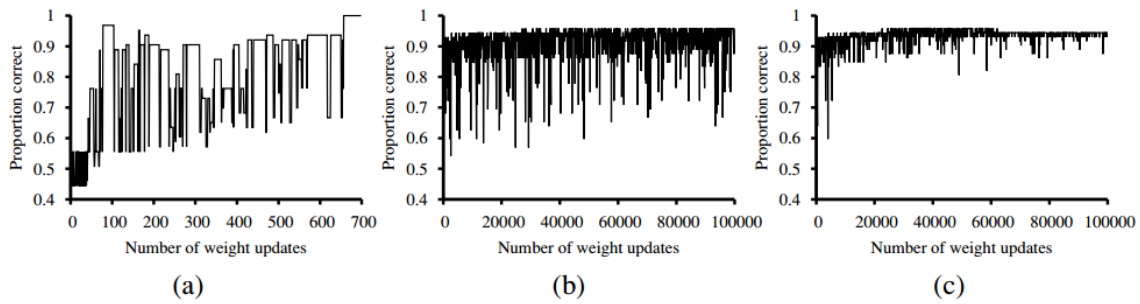 Proportion correct
1
0.9
0.8
0.7
0.6
0.5
0.4
0 100 200 300 400 500 600 700
Number of weight updates
(a)
Proportion correct
1
0.9
0.8
0.7
0.6
0.5
0.4
0 20000 40000 60000 80000 100000
Number of weight updates
(b)
Proportion correct
1
0.9
0.8
0.7
0.6
0.5
0.4
0 20000 40000 60000 80000 100000
Number of weight updates
(c)